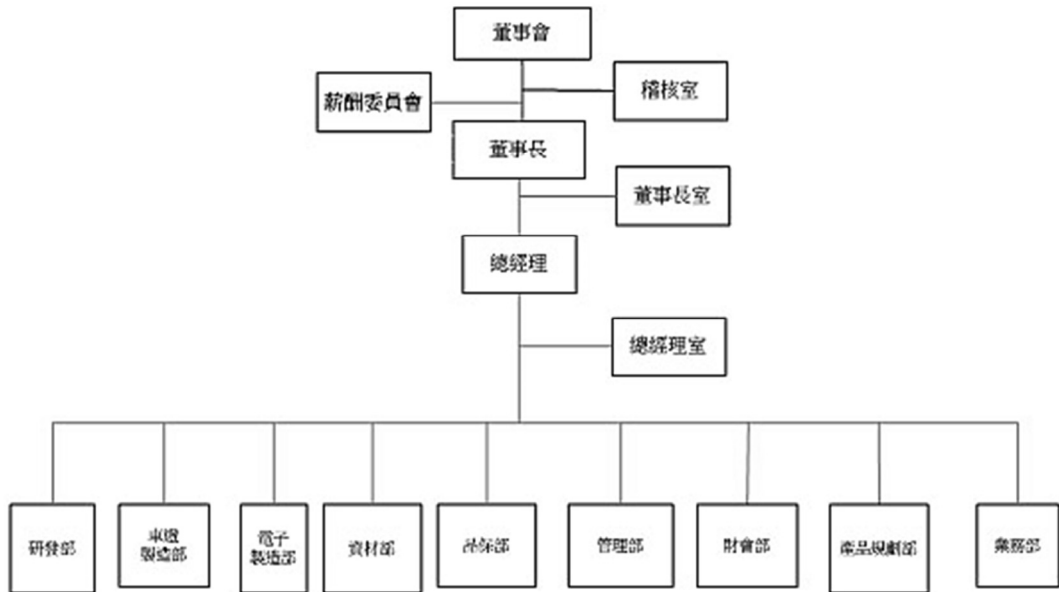 董事會
稽核室
薪酬委員會
董事長
董事長室
總經理
總經理室
研發部
車燈
製造部
電子
製造部
資材部
品保部
管理部
財會部
產品規劃部
業務部